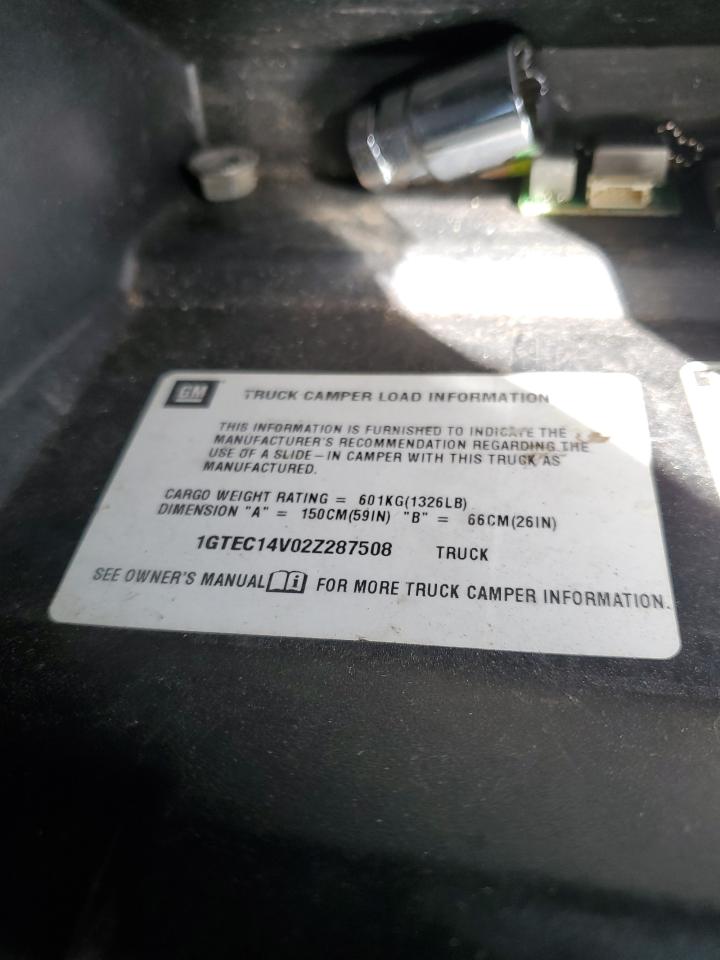 GM TRUCK CAMPER LOAD INFORMATION
THIS INFORMATION IS FURNISHED TO INDICATE THE
MANUFACTURER'S RECOMMENDATION REGARDING THE
USE OF A SLIDE-IN CAMPER WITH THIS TRUCK AS
MANUFACTURED.
CARGO WEIGHT RATING = 601KG(1326LB)
DIMENSION "A" = 150CM(59IN) "B" = 66CM(26IN)
1GTEC14V02Z287508 TRUCK
SEE OWNER'S MANUAL FOR MORE TRUCK CAMPER INFORMATION.